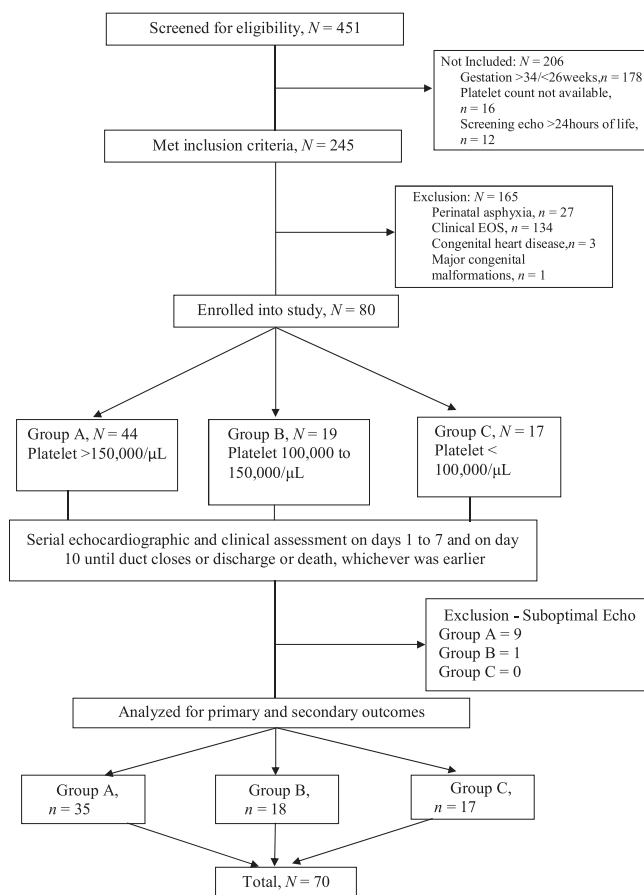 Screened for eligibility, N = 451
Not Included: N = 206
Gestation >34/<26weeks,n = 178
Platelet count not available,
n = 16
Screening echo >24hours of life,
n = 12
Met inclusion criteria, N = 245
Exclusion: N = 165
Perinatal asphyxia, n = 27
Clinical EOS, n = 134
Congenital heart disease,n = 3
Major congenital
malformations, n = 1
Enrolled into study, N = 80
Group A, N = 44
Platelet >150,000/μL
Group B, N = 19
Platelet 100,000 to
150,000/μL
Group C, N = 17
Platelet <
100,000/μL
Serial echocardiographic and clinical assessment on days 1 to 7 and on day
10 until duct closes or discharge or death, whichever was earlier
Exclusion - Suboptimal Echo
Group A = 9
Group B = 1
Group C = 0
Analyzed for primary and secondary outcomes
Group A,
n = 35
Group B,
n = 18
Group C,
n = 17
Total, N = 70